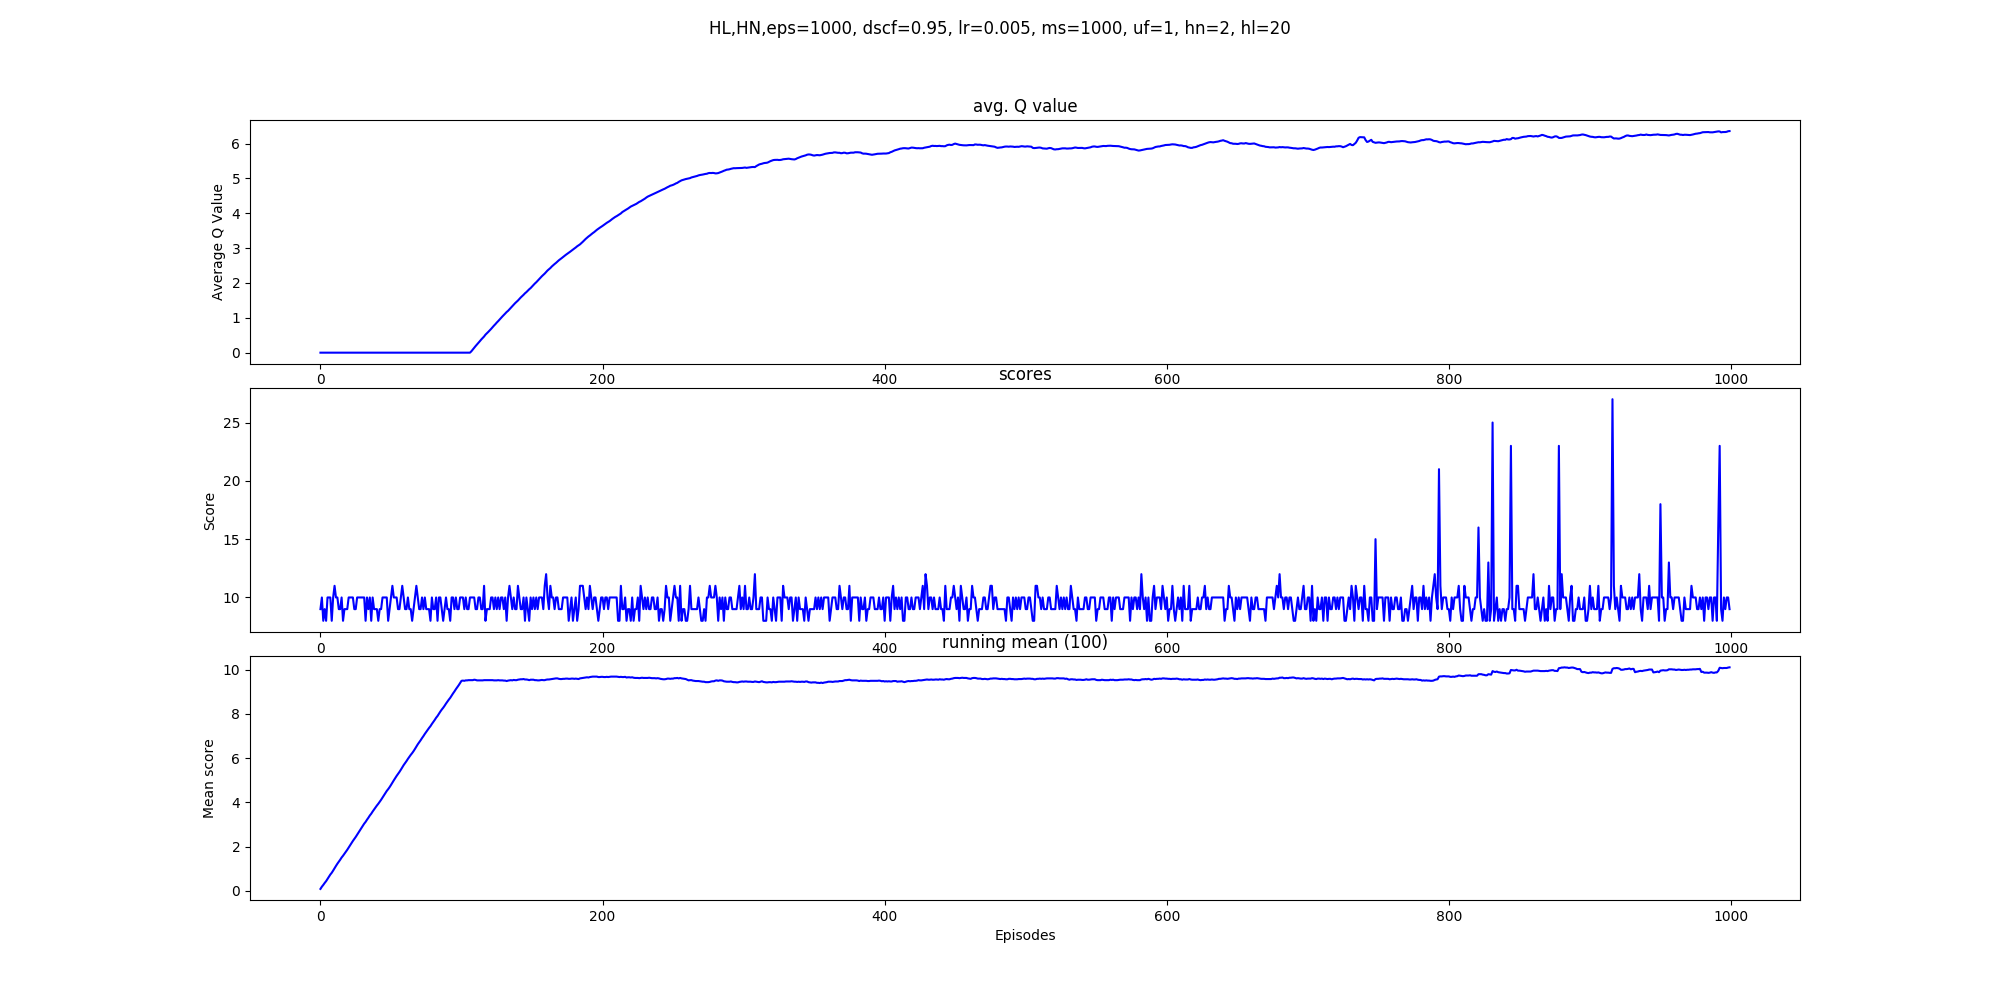 HL,HN,eps=1000, dscf=0.95, lr=0.005, ms=1000, uf=1, hn=2, hl=20
avg. Q value
Average Q Value
6
5
4
3
2
1
0
0 200 400 600 800 1000
scores
Score
25
20
15
10
0 200 400 600 800 1000
running mean (100)
Mean score
10
8
6
4
2
0
0 200 400 600 800 1000
Episodes